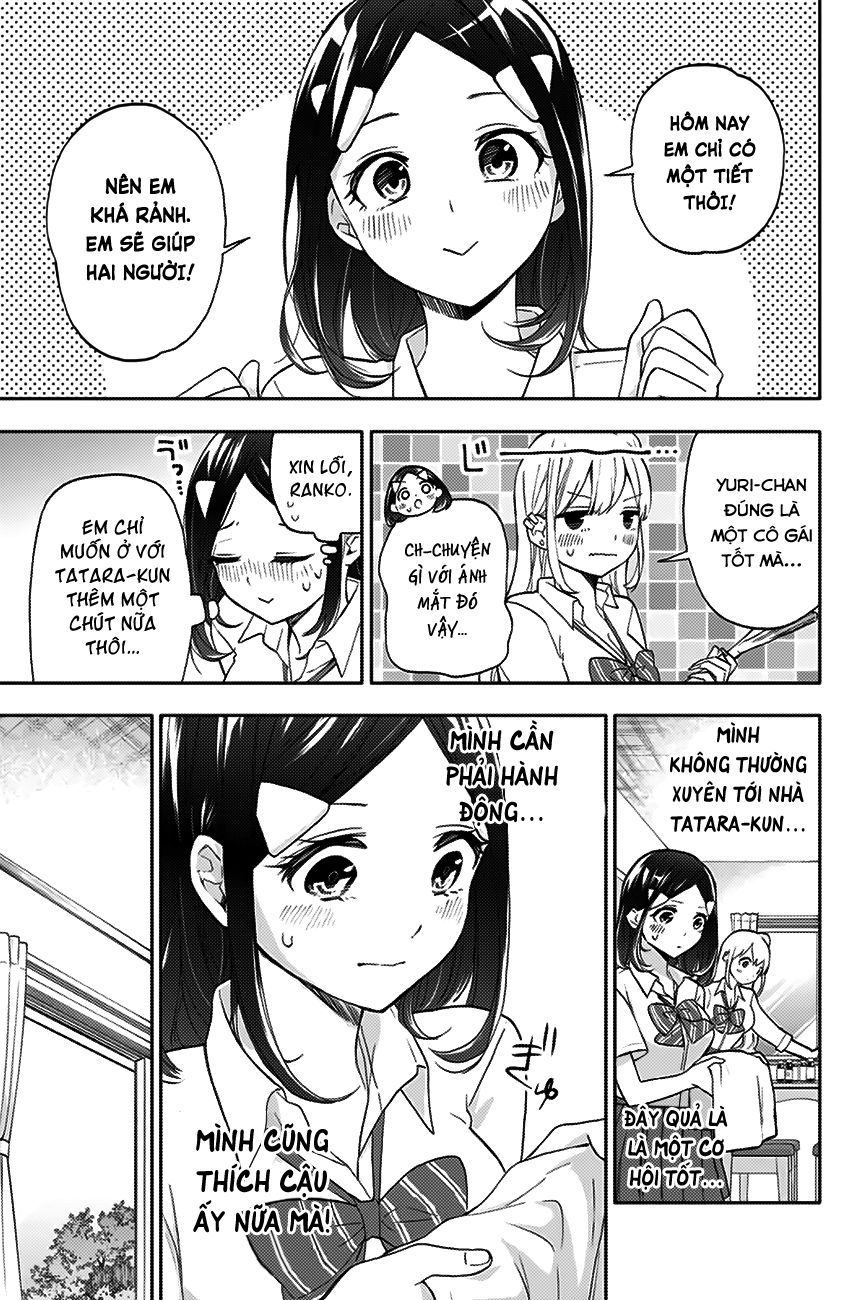 HÔM NAY
EM CHỈ CÓ
MỘT TIẾT
THÔI!
NÊN EM
KHÁ RẢNH.
EM SẼ GIÚP
HAI NGƯỜI!
YURI-CHAN
ĐÚNG LÀ
MỘT CÔ GÁI
TỐT MÀ...
じー…
CH-CHUYỆN
GÌ VỚI ÁNH
MẮT ĐÓ
VẬY...
XIN LỖI,
RANKO.
EM CHỈ
MUỐN Ở VỚI
TATARA-KUN
THÊM MỘT
CHÚT NỮA
THÔI...
MÌNH
KHÔNG THƯỜNG
XUYÊN TỚI NHÀ
TATARA-KUN...
ĐÂY QUẢ LÀ
LÀ MỘT CƠ
HỘI TỐT...
MÌNH CẦN
PHẢI HÀNH
ĐỘNG...
ぎゅ
MÌNH CŨNG
THÍCH CẬU
ẤY NỮA MÀ!